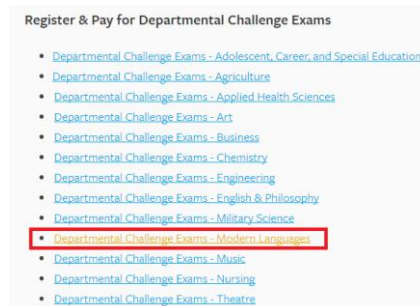 Register & Pay for Departmental Challenge Exams
• Departmental Challenge Exams - Adolescent, Career, and Special Education
• Departmental Challenge Exams - Agriculture
• Departmental Challenge Exams - Applied Health Sciences
• Departmental Challenge Exams - Art
• Departmental Challenge Exams - Business
• Departmental Challenge Exams - Chemistry
• Departmental Challenge Exams - Engineering
• Departmental Challenge Exams - English & Philosophy
• Departmental Challenge Exams - Military Science
• Departmental Challenge Exams - Modern Languages
• Departmental Challenge Exams - Music
• Departmental Challenge Exams - Nursing
• Departmental Challenge Exams - Theatre